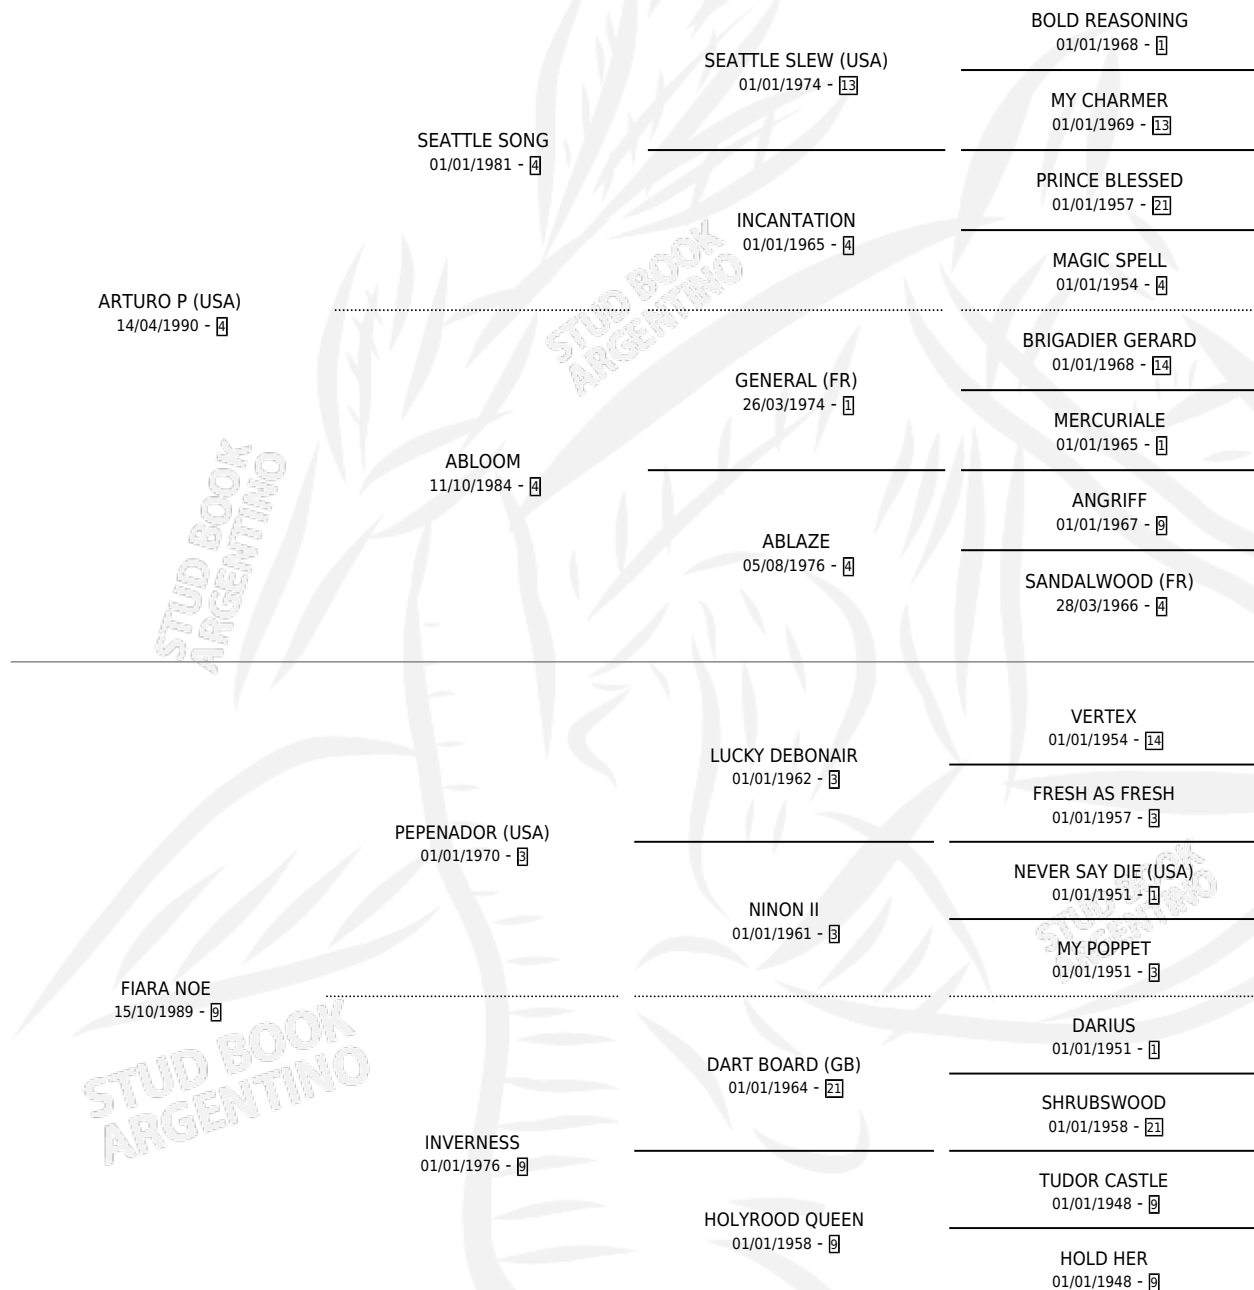 BOLD REASONING
01/01/1968 - 1
SEATTLE SLEW (USA)
01/01/1974 - 13
MY CHARMER
01/01/1969 - 13
SEATTLE SONG
01/01/1981 - 4
PRINCE BLESSED
01/01/1957 - 21
INCANTATION
01/01/1965 - 4
MAGIC SPELL
01/01/1954 - 4
ARTURO P (USA)
14/04/1990 - 4
STUD BOOK
ARGENTINO
BRIGADIER GERARD
01/01/1968 - 14
GENERAL (FR)
26/03/1974 - 1
MERCURIALE
01/01/1965 - 1
ABLOOM
11/10/1984 - 4
ANGRIFF
01/01/1967 - 9
ABLAZE
05/08/1976 - 4
SANDALWOOD (FR)
28/03/1966 - 4
STUD BOOK
ARGENTINO
VERTEX
01/01/1954 - 14
LUCKY DEBONAIR
01/01/1962 - 3
FRESH AS FRESH
01/01/1957 - 3
PEPENADOR (USA)
01/01/1970 - 3
NEVER SAY DIE (USA)
01/01/1951 - 1
NINON II
01/01/1961 - 3
MY POPPET
01/01/1951 - 3
STUD BOOK
ARGENTINO
FIARA NOE
15/10/1989 - 9
STUD BOOK
ARGENTINO
DARIUS
01/01/1951 - 1
DART BOARD (GB)
01/01/1964 - 21
SHRUBSWOOD
01/01/1958 - 21
INVERNESS
01/01/1976 - 9
TUDOR CASTLE
01/01/1948 - 9
HOLYROOD QUEEN
01/01/1958 - 9
HOLD HER
01/01/1948 - 9